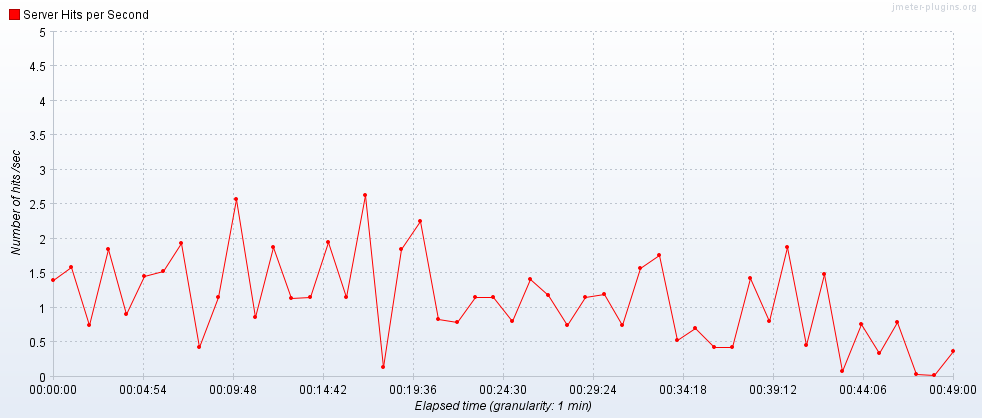 jmeter-plugins.org
Server Hits per Second
5
4.5
4
3.5
3
2.5
2
1.5
1
0.5
0
Number of hits /sec
00:00:00 00:04:54 00:09:48 00:14:42 00:19:36 00:24:30 00:29:24 00:34:18 00:39:12 00:44:06 00:49:00
Elapsed time (granularity: 1 min)